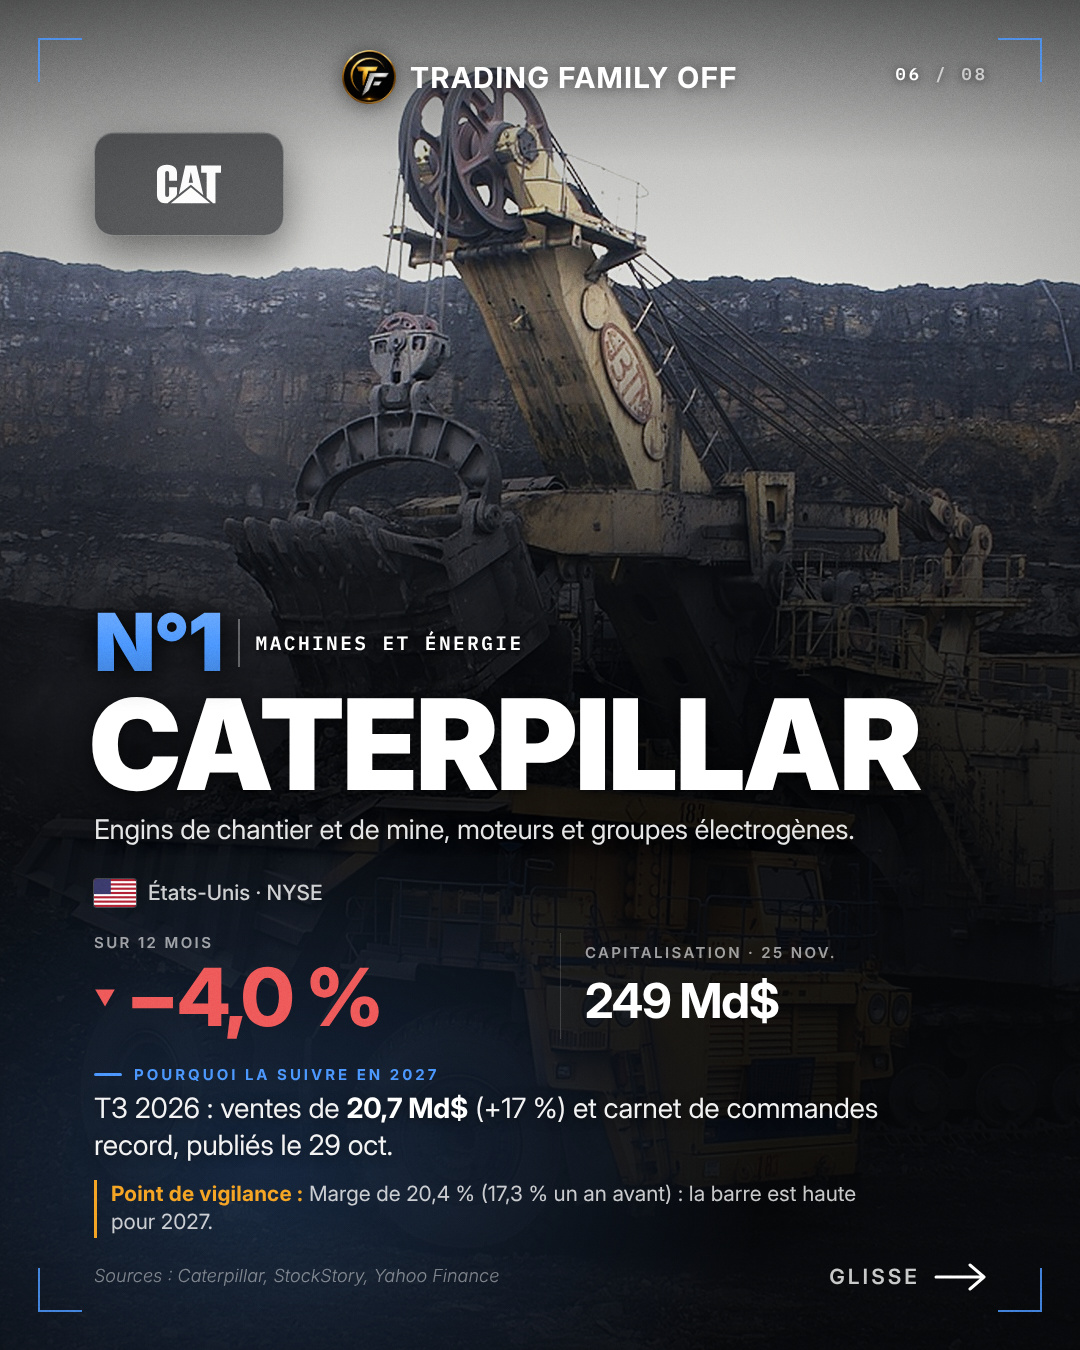 TF TRADING FAMILY OFF
06 / 08
CAT
N°1
MACHINES ET ÉNERGIE
CATERPILLAR
Engins de chantier et de mine, moteurs et groupes électrogènes.
États-Unis · NYSE
SUR 12 MOIS
▼ –4,0 %
CAPITALISATION · 25 NOV.
249 Md$
POURQUOI LA SUIVRE EN 2027
T3 2026 : ventes de 20,7 Md$ (+17 %) et carnet de commandes
record, publiés le 29 oct.
Point de vigilance : Marge de 20,4 % (17,3 % un an avant) : la barre est haute
pour 2027.
Sources : Caterpillar, StockStory, Yahoo Finance
GLISSE →